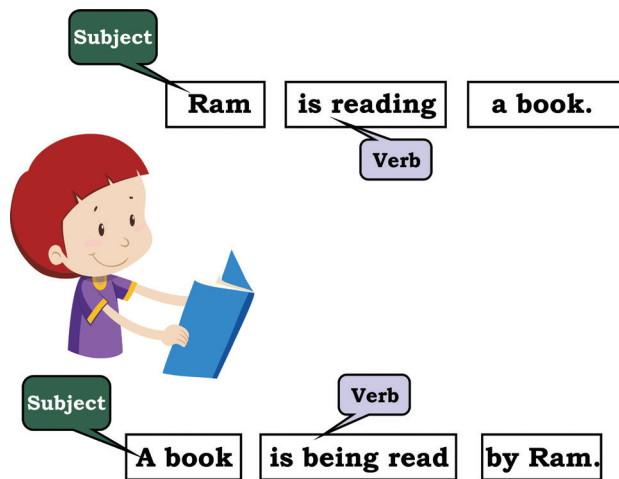 Subject
Ram is reading a book.
Verb
Verb
Subject
A book is being read by Ram.